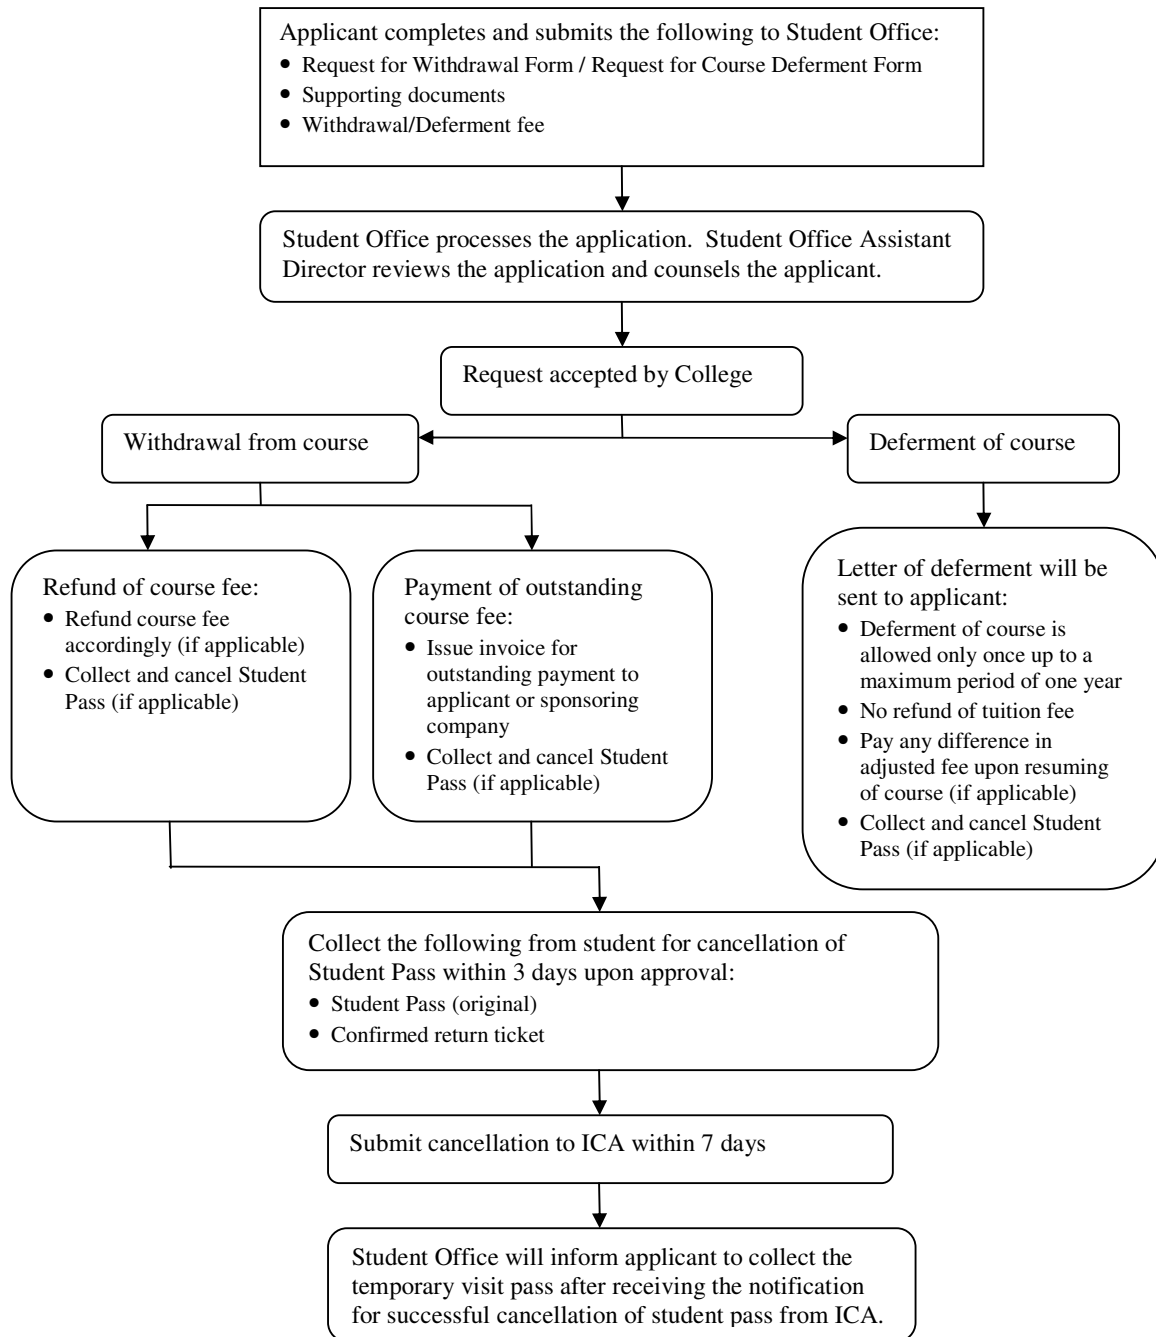 Applicant completes and submits the following to Student Office:
• Request for Withdrawal Form / Request for Course Deferment Form
• Supporting documents
• Withdrawal/Deferment fee
Student Office processes the application.  Student Office Assistant
Director reviews the application and counsels the applicant.
Request accepted by College
Withdrawal from course
Deferment of course
Refund of course fee:
• Refund course fee
accordingly (if applicable)
• Collect and cancel Student
Pass (if applicable)
Payment of outstanding
course fee:
• Issue invoice for
outstanding payment to
applicant or sponsoring
company
• Collect and cancel Student
Pass (if applicable)
Letter of deferment will be
sent to applicant:
• Deferment of course is
allowed only once up to a
maximum period of one year
• No refund of tuition fee
• Pay any difference in
adjusted fee upon resuming
of course (if applicable)
• Collect and cancel Student
Pass (if applicable)
Collect the following from student for cancellation of
Student Pass within 3 days upon approval:
• Student Pass (original)
• Confirmed return ticket
Submit cancellation to ICA within 7 days
Student Office will inform applicant to collect the
temporary visit pass after receiving the notification
for successful cancellation of student pass from ICA.